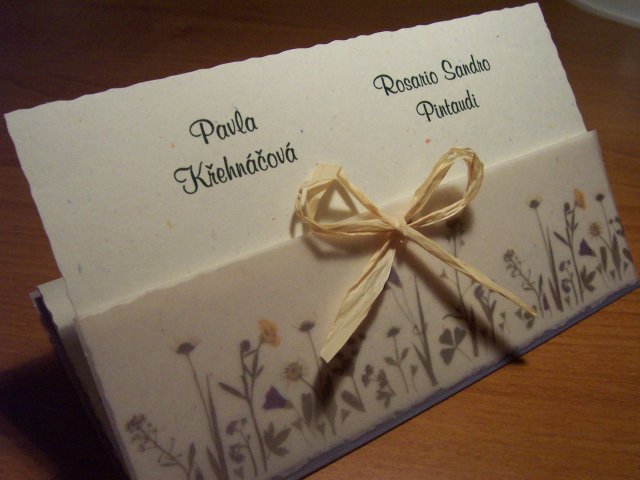 Pavla
Křehnáčová
Rosario Sandro
Pintaudi